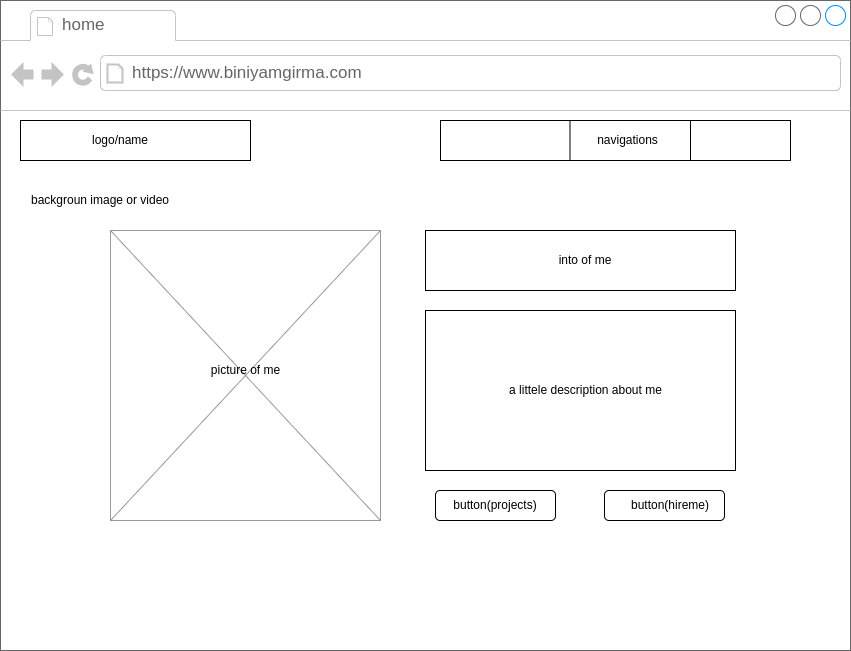 home
https://www.biniyamgirma.com
logo/name
navigations
backgroun image or video
into of me
picture of me
a littele description about me
button(projects)
button(hireme)